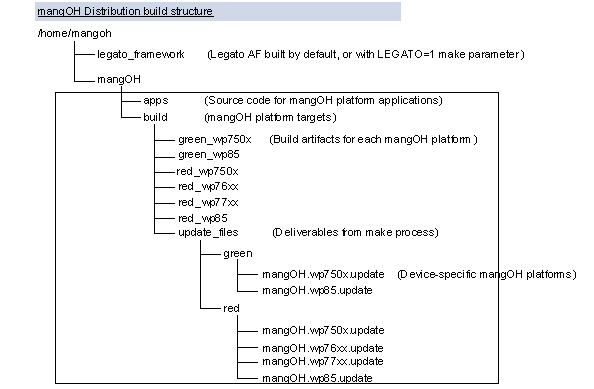 mangOH Distribution build structure
/home/mangoh
legato_framework (Legato AF built by default, or with LEGATO=1 make parameter)
mangOH
apps (Source code for mangOH platform applications)
build (mangOH platform targets)
green_wp750x (Build artifacts for each mangOH platform)
green_wp85
red_wp750x
red_wp76xx
red_wp77xx
red_wp85
update_files (Deliverables from make process)
green
mangOH.wp750x.update (Device-specific mangOH platforms)
mangOH.wp85.update
red
mangOH.wp750x.update
mangOH.wp76xx.update
mangOH.wp77xx.update
mangOH.wp85.update